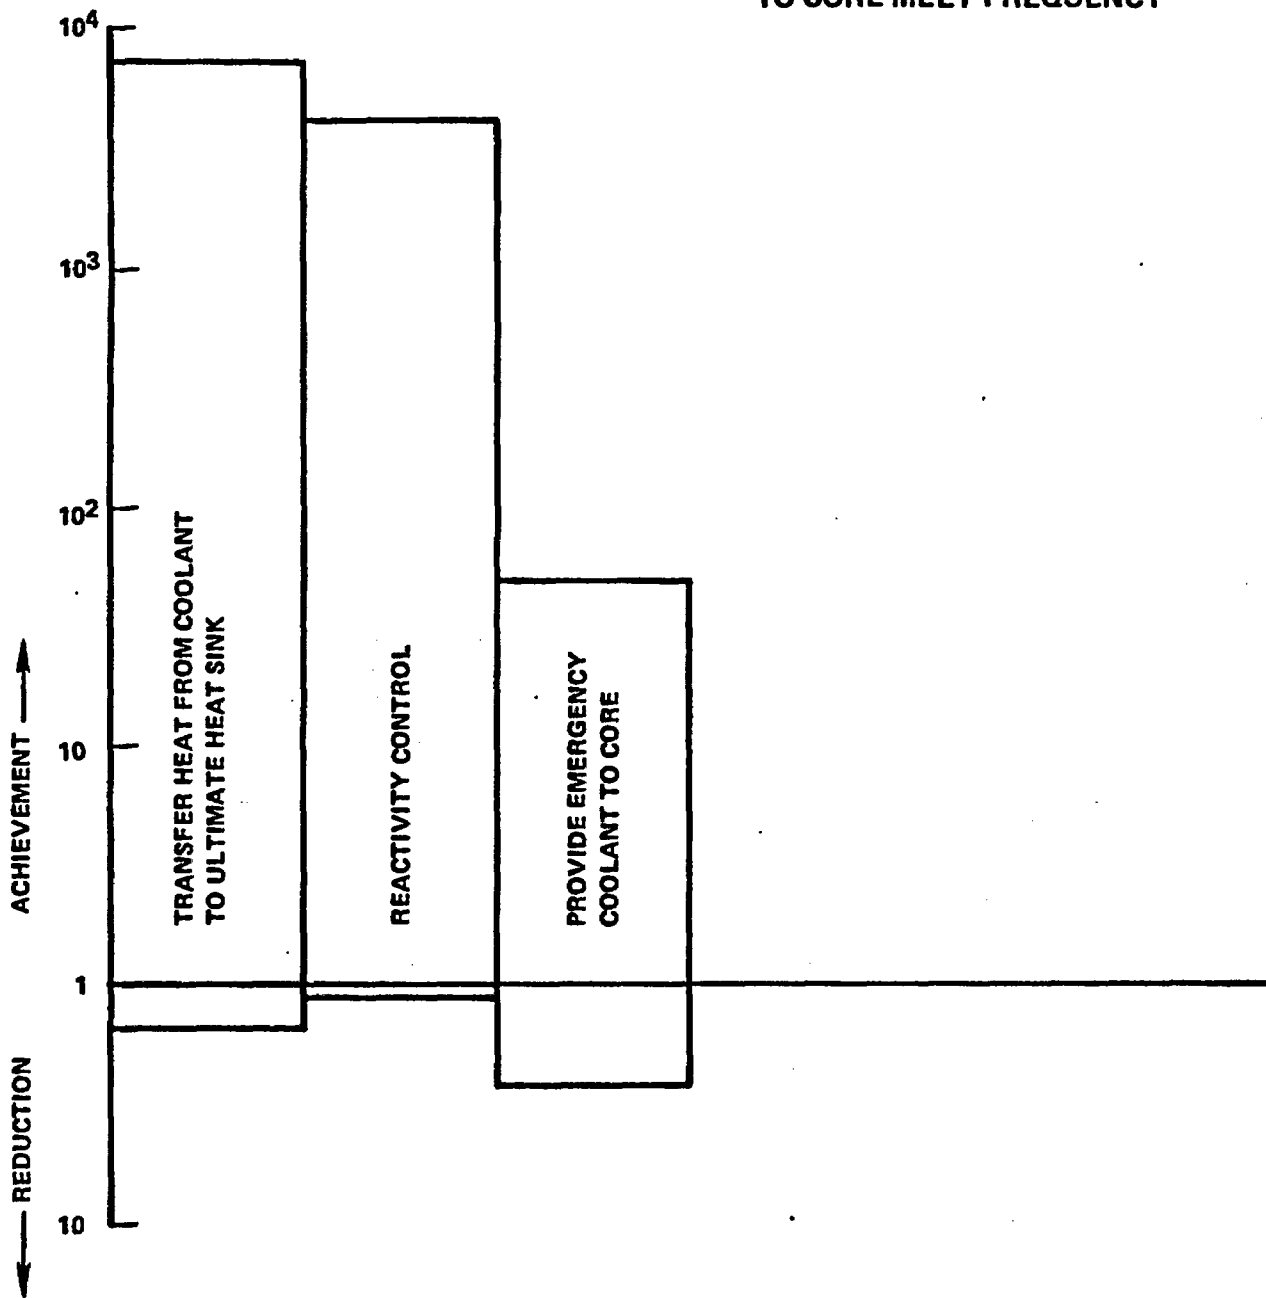 TO CORE MELT FREQUENCY
10⁴
10³
10²
10
1
10
ACHIEVEMENT
REDUCTION
TRANSFER HEAT FROM COOLANT
TO ULTIMATE HEAT SINK
REACTIVITY CONTROL
PROVIDE EMERGENCY
COOLANT TO CORE